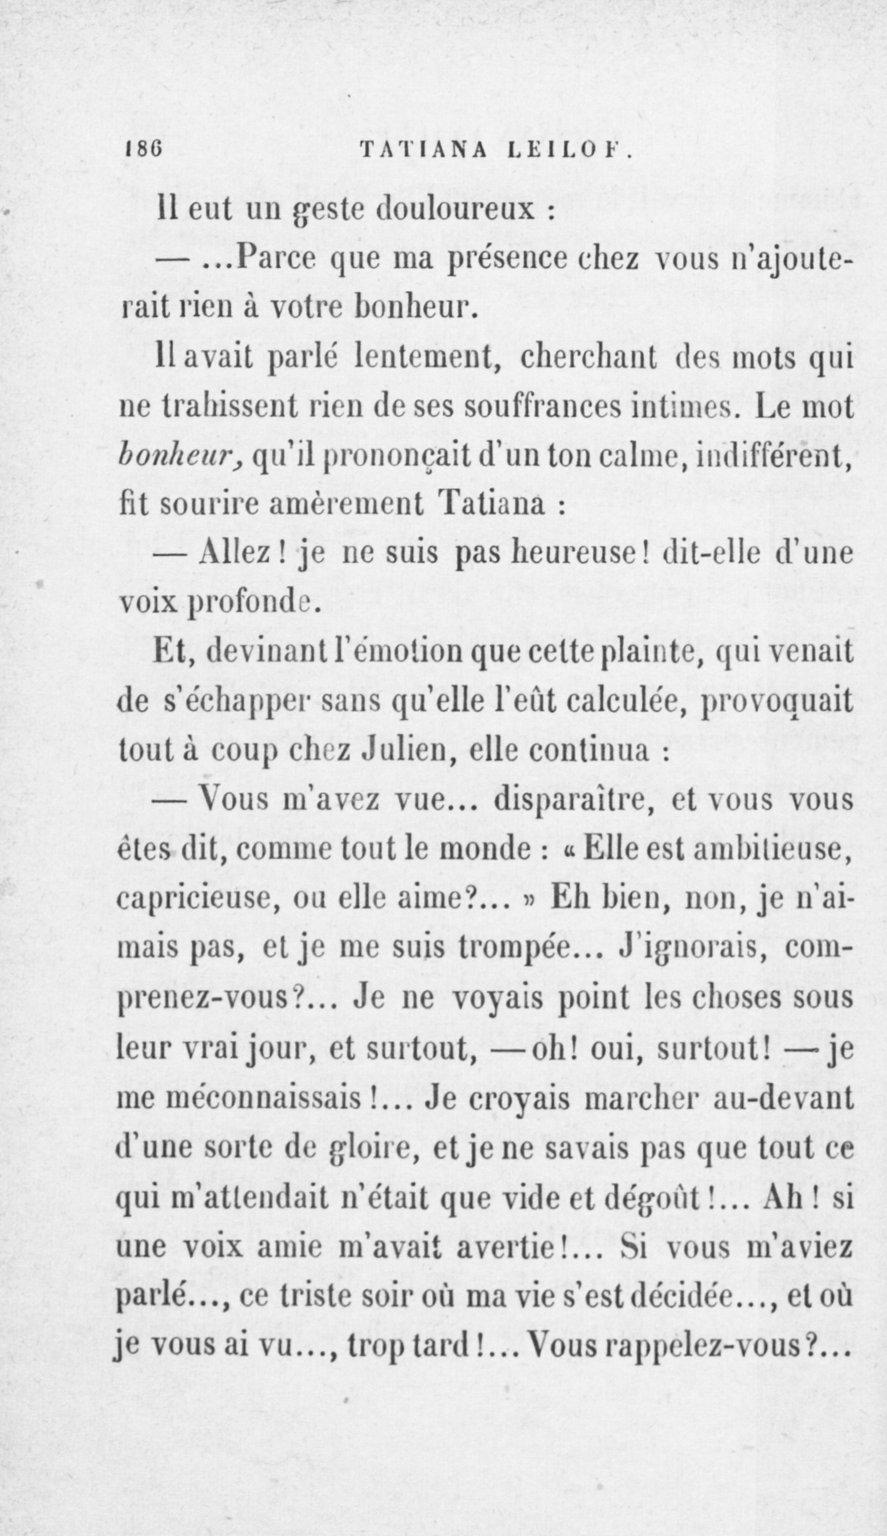 186 TATIANA LEILOF.
Il eut un geste douloureux :
— ...Parce que ma présence chez vous n'ajoute-
rait rien à votre bonheur.
Il avait parlé lentement, cherchant des mots qui
ne trahissent rien de ses souffrances intimes. Le mot
bonheur, qu'il prononçait d'un ton calme, indifférent,
fit sourire amèrement Tatiana :
— Allez ! je ne suis pas heureuse ! dit-elle d'une
voix profonde.
Et, devinant l'émotion que cette plainte, qui venait
de s'échapper sans qu'elle l'eût calculée, provoquait
tout à coup chez Julien, elle continua :
— Vous m'avez vue... disparaître, et vous vous
êtes dit, comme tout le monde : « Elle est ambitieuse,
capricieuse, ou elle aime?... » Eh bien, non, je n'ai-
mais pas, et je me suis trompée... J'ignorais, com-
prenez-vous?... Je ne voyais point les choses sous
leur vrai jour, et surtout, — oh! oui, surtout! — je
me méconnaissais !... Je croyais marcher au-devant
d'une sorte de gloire, et je ne savais pas que tout ce
qui m'attendait n'était que vide et dégoût !... Ah ! si
une voix amie m'avait avertie !... Si vous m'aviez
parlé..., ce triste soir où ma vie s'est décidée..., et où
je vous ai vu..., trop tard !... Vous rappelez-vous ?...